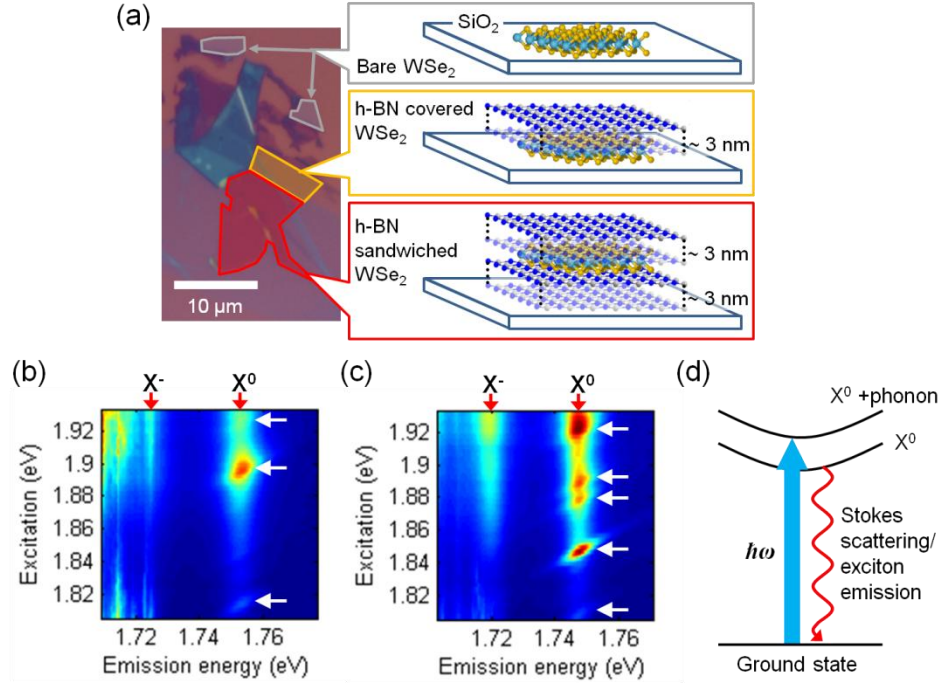 (a)
SiO₂
Bare WSe₂
h-BN covered
WSe₂
~ 3 nm
h-BN
sandwiched
WSe₂
~ 3 nm
~ 3 nm
10 μm
(b)
X⁻ X⁰
Excitation (eV)
1.92
1.9
1.88
1.86
1.84
1.82
1.72 1.74 1.76
Emission energy (eV)
(c)
X⁻ X⁰
Excitation (eV)
1.92
1.9
1.88
1.86
1.84
1.82
1.72 1.74 1.76
Emission energy (eV)
(d)
X⁰ +phonon
X⁰
ħω
Stokes
scattering/
exciton
emission
Ground state